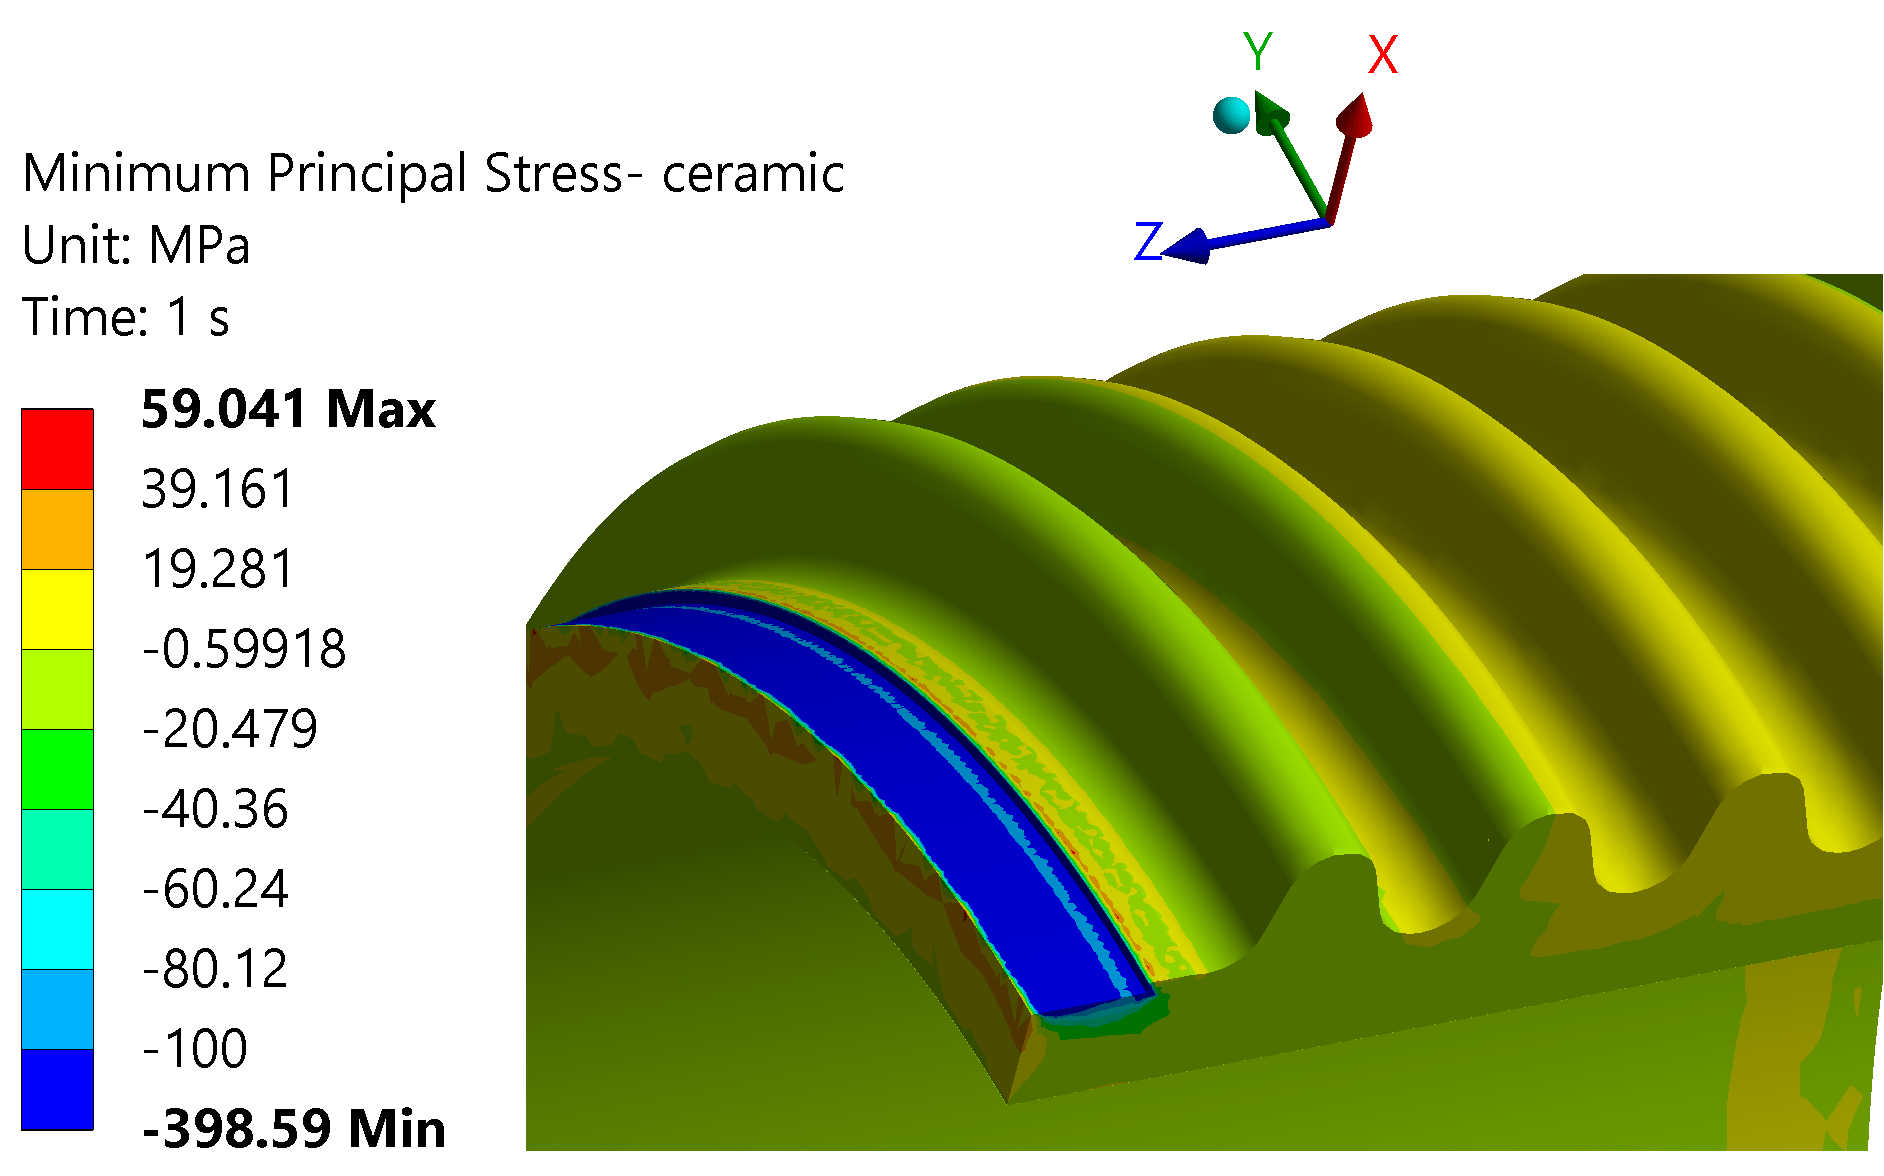 Y
X
Z
Minimum Principal Stress- ceramic
Unit: MPa
Time: 1 s
59.041 Max
39.161
19.281
-0.59918
-20.479
-40.36
-60.24
-80.12
-100
-398.59 Min